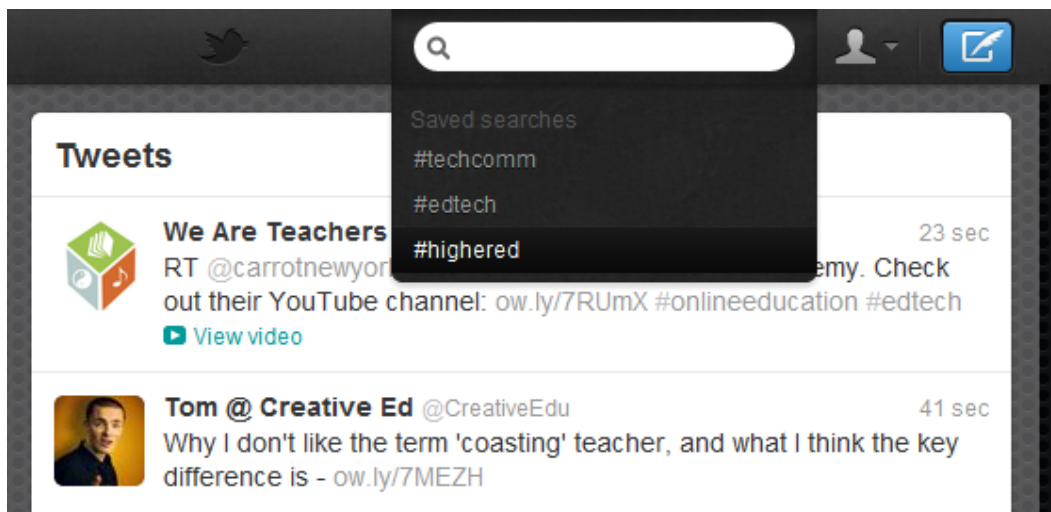 Saved searches
#techcomm
#edtech
#highered
Tweets
We Are Teachers
23 sec
RT @carrotnewyor emy. Check
out their YouTube channel: ow.ly/7RUmX #onlineeducation #edtech
View video
Tom @ Creative Ed @CreativeEdu
41 sec
Why I don't like the term 'coasting' teacher, and what I think the key
difference is - ow.ly/7MEZH